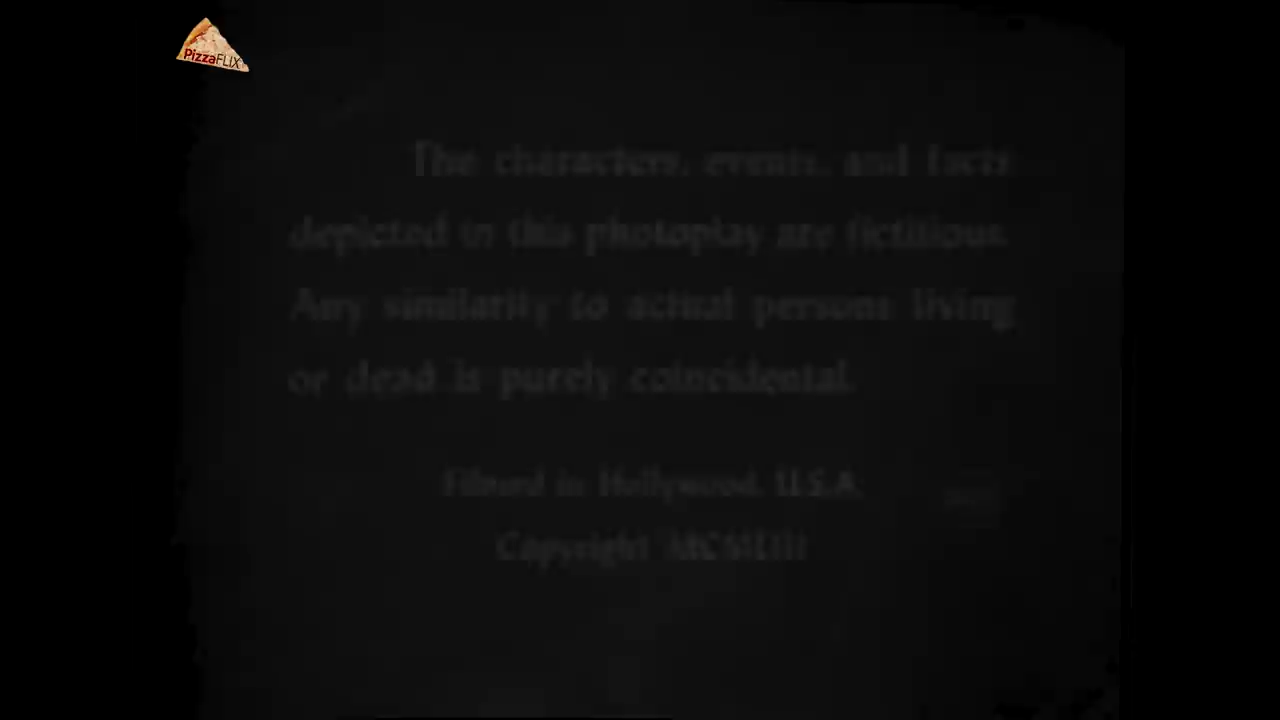 PizzaFLIX
The characters, events, and facts
depicted in this photoplay are fictitious.
Any similarity to actual persons living
or dead is purely coincidental.
Filmed in Hollywood, U.S.A.
Copyright